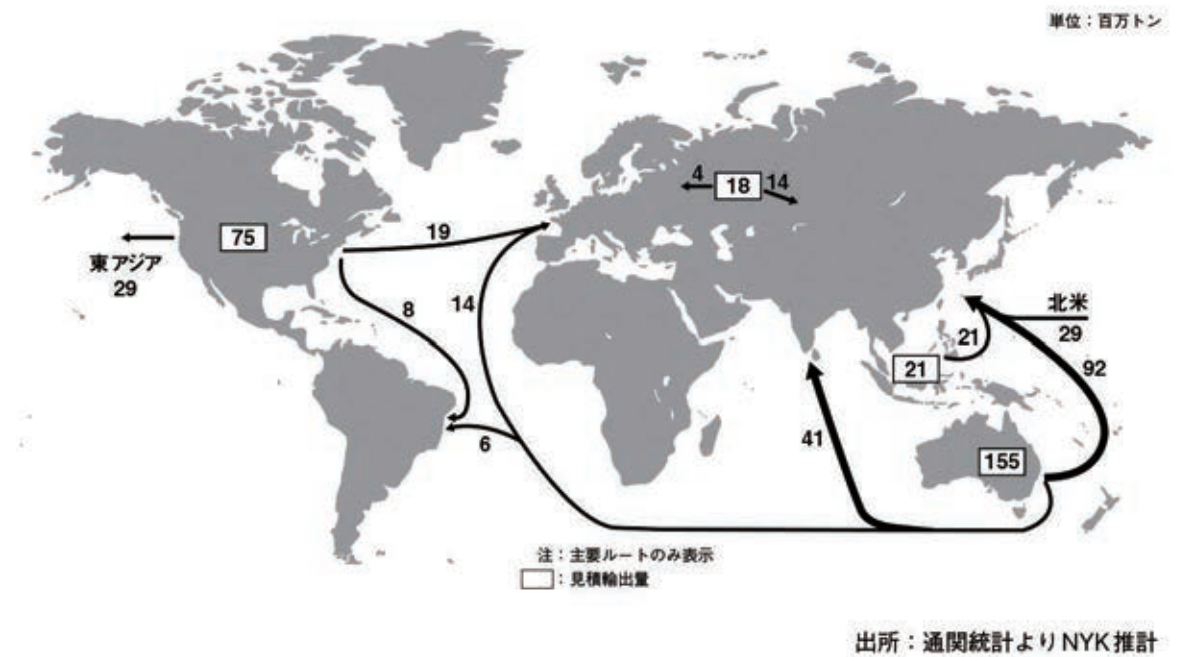 単位：百万トン
4
18
14
75
19
東アジア
29
14
8
北米
29
21
21
92
6
41
155
注：主要ルートのみ表示
：見積輸出量
出所：通関統計よりNYK推計